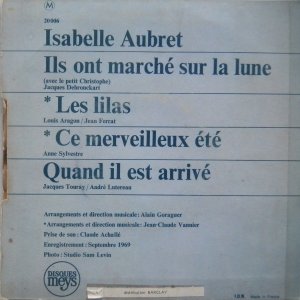 M
20 006
Isabelle Aubret
Ils ont marché sur la lune
(avec le petit Christophe)
Jacques Debronckart
* Les lilas
Louis Aragon / Jean Ferrat
* Ce merveilleux été
Anne Sylvestre
Quand il est arrivé
Jacques Touray / André Lutereau
Arrangements et direction musicale: Alain Goraguer
*Arrangements et direction musicale: Jean-Claude Vannier
Prise de son: Claude Achallé
Enregistrement: Septembre 1969
Photo: Studio Sam Levin
DISQUES
meys
distribution BARCLAY
Made in France